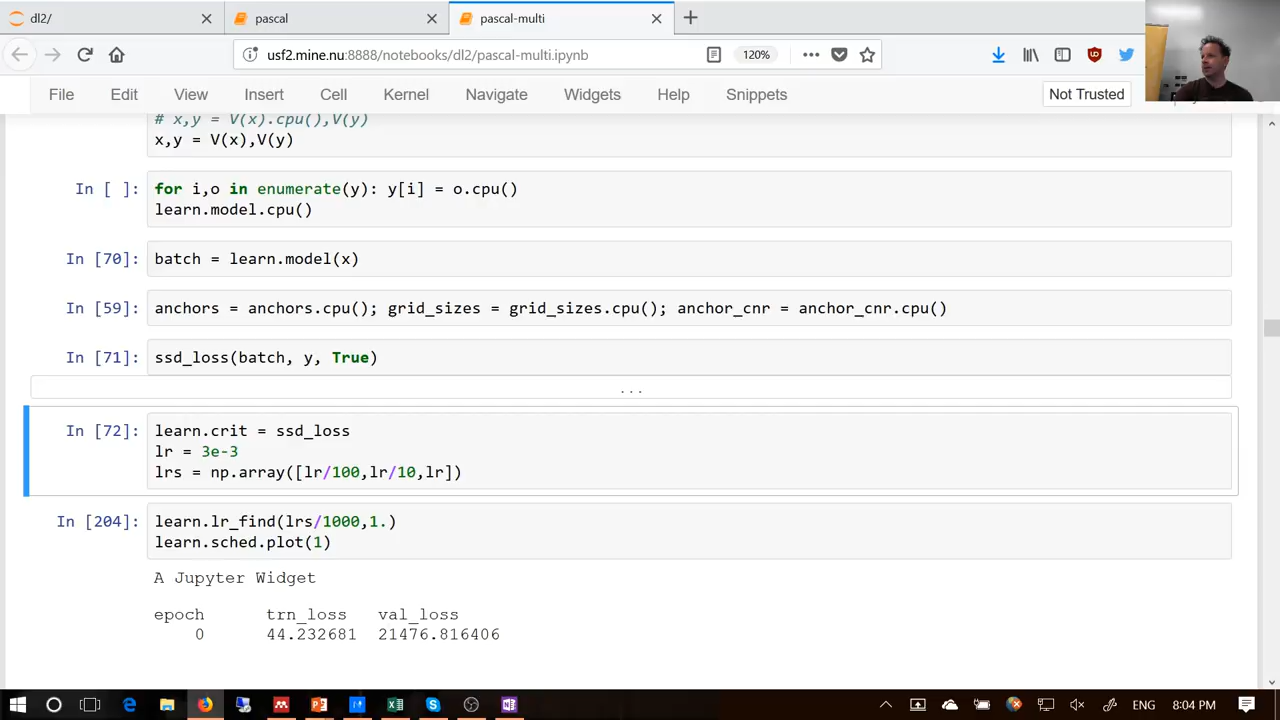 dl2/
pascal
pascal-multi
usf2.mine.nu:8888/notebooks/dl2/pascal-multi.ipynb
120%
File Edit View Insert Cell Kernel Navigate Widgets Help Snippets
Not Trusted
# x,y = V(x).cpu(),V(y)
x,y = V(x),V(y)
In [ ]: for i,o in enumerate(y): y[i] = o.cpu()
learn.model.cpu()
In [70]: batch = learn.model(x)
In [59]: anchors = anchors.cpu(); grid_sizes = grid_sizes.cpu(); anchor_cnr = anchor_cnr.cpu()
In [71]: ssd_loss(batch, y, True)
...
In [72]: learn.crit = ssd_loss
lr = 3e-3
lrs = np.array([lr/100,lr/10,lr])
In [204]: learn.lr_find(lrs/1000,1.)
learn.sched.plot(1)
A Jupyter Widget
epoch trn_loss val_loss
0 44.232681 21476.816406
ENG 8:04 PM